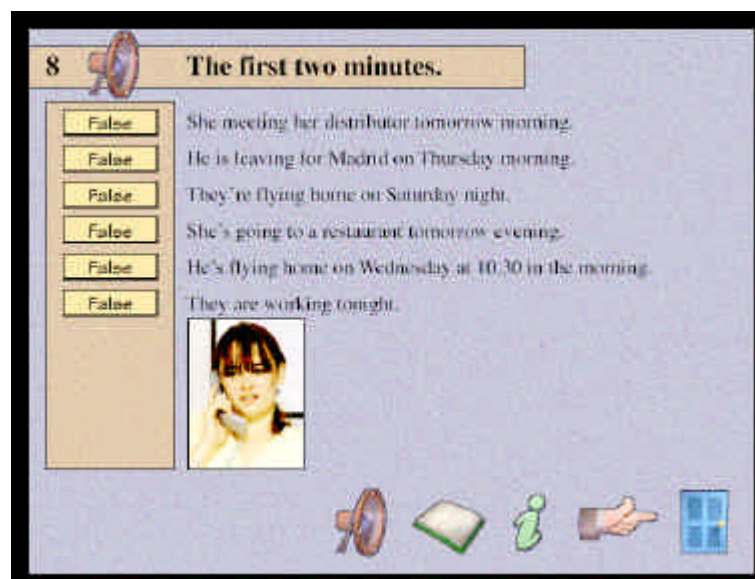 8 The first two minutes.
False She meeting her distributor tomorrow morning.
False He is leaving for Madrid on Thursday morning.
False They're flying home on Saturday night.
False She's going to a restaurant tomorrow evening.
False He's flying home on Wednesday at 10.30 in the morning.
False They are working tonight.